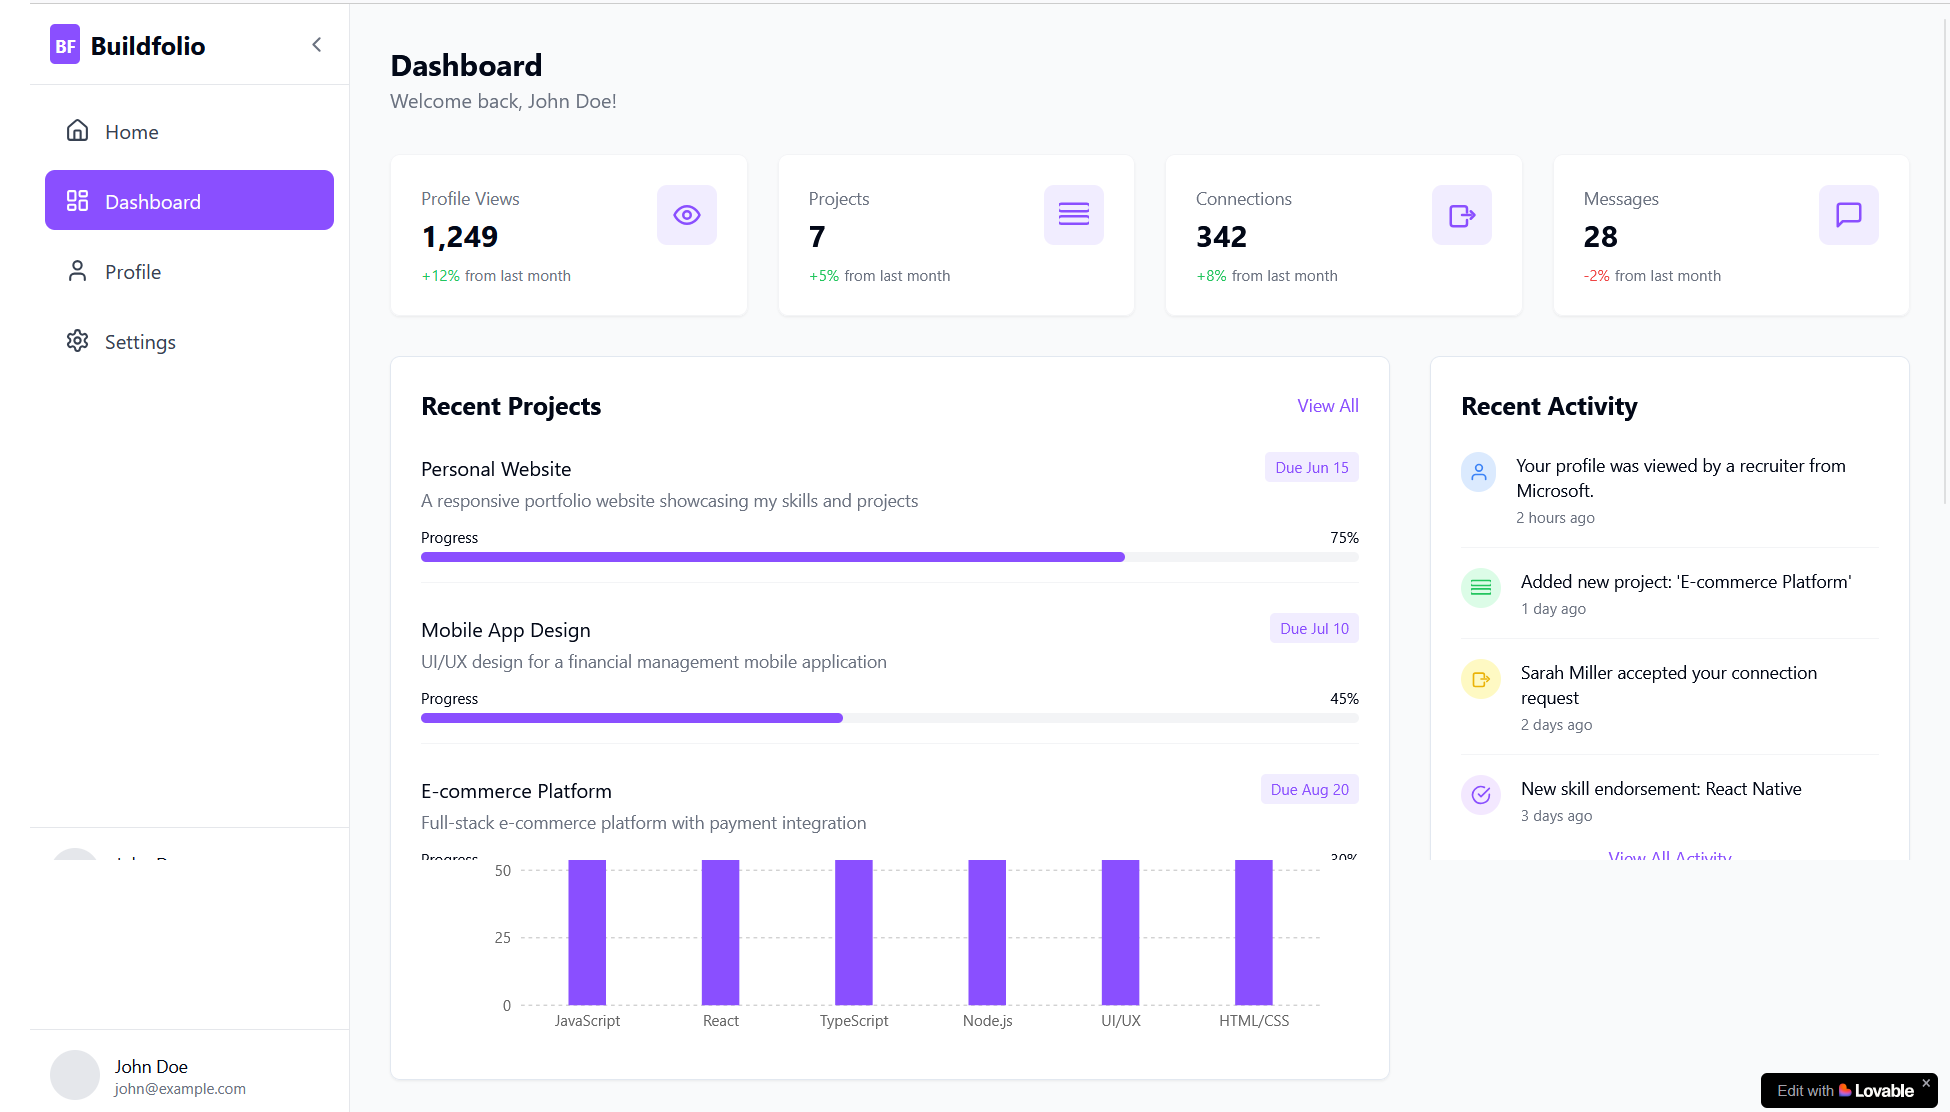 BF Buildfolio
Home
Dashboard
Profile
Settings
John Doe
john@example.com
Dashboard
Welcome back, John Doe!
Profile Views
1,249
+12% from last month
Projects
7
+5% from last month
Connections
342
+8% from last month
Messages
28
-2% from last month
Recent Projects
View All
Personal Website
Due Jun 15
A responsive portfolio website showcasing my skills and projects
Progress
75%
Mobile App Design
Due Jul 10
UI/UX design for a financial management mobile application
Progress
45%
E-commerce Platform
Due Aug 20
Full-stack e-commerce platform with payment integration
Progress
30%
50
25
0
JavaScript
React
TypeScript
Node.js
UI/UX
HTML/CSS
Recent Activity
Your profile was viewed by a recruiter from
Microsoft.
2 hours ago
Added new project: 'E-commerce Platform'
1 day ago
Sarah Miller accepted your connection
request
2 days ago
New skill endorsement: React Native
3 days ago
View All Activity
Edit with Lovable